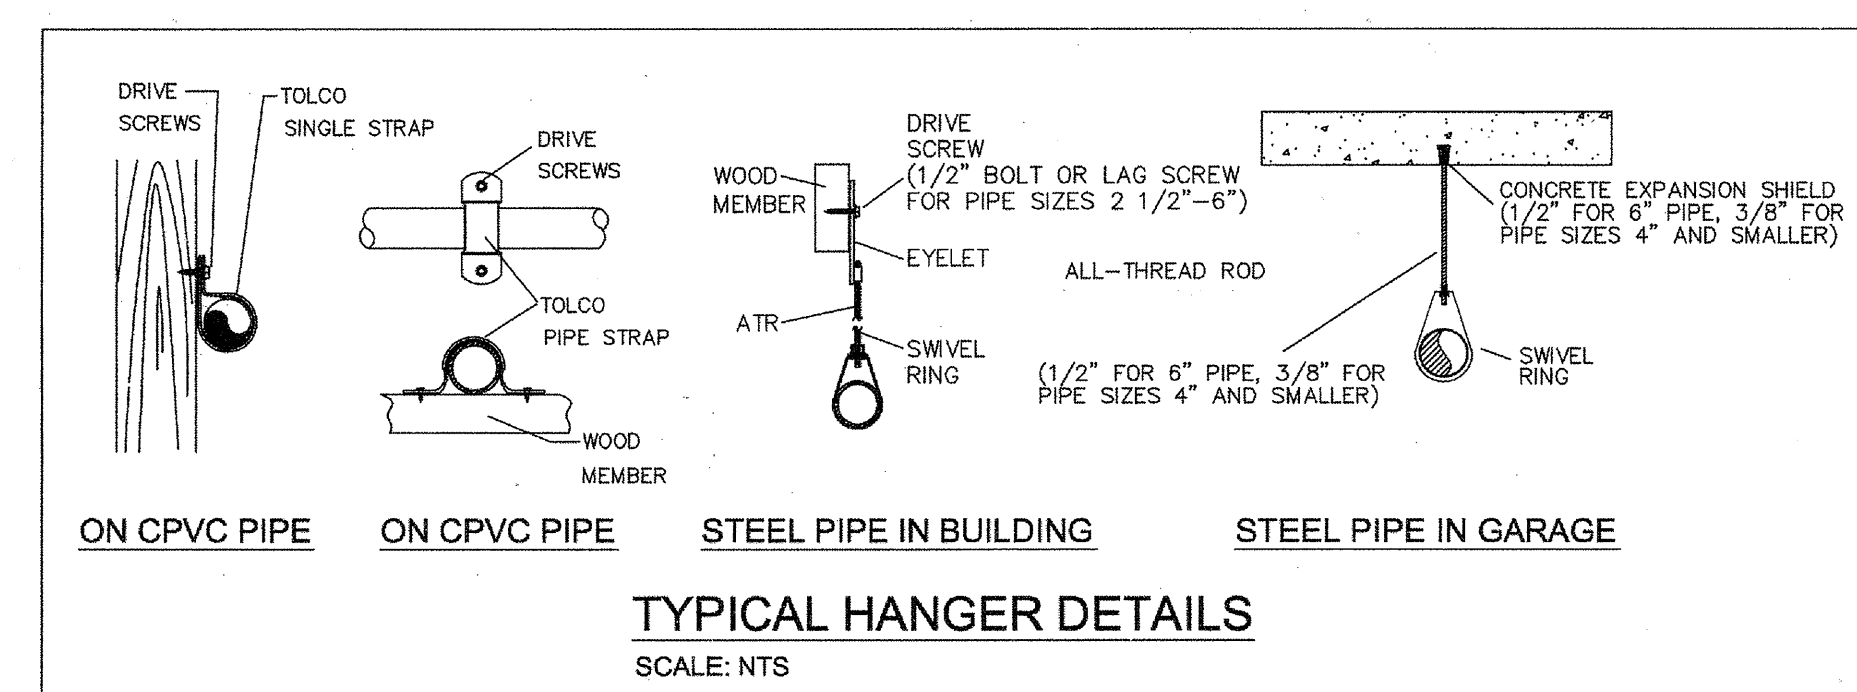 DRIVE
SCREWS
TOLCO
SINGLE STRAP
ON CPVC PIPE
DRIVE
SCREWS
TOLCO
PIPE STRAP
WOOD
MEMBER
ON CPVC PIPE
WOOD
MEMBER
DRIVE
SCREW
(1/2" BOLT OR LAG SCREW
FOR PIPE SIZES 2 1/2"-6")
EYELET
ATR
SWIVEL
RING
STEEL PIPE IN BUILDING
ALL-THREAD ROD
(1/2" FOR 6" PIPE, 3/8" FOR
PIPE SIZES 4" AND SMALLER)
CONCRETE EXPANSION SHIELD
(1/2" FOR 6" PIPE, 3/8" FOR
PIPE SIZES 4" AND SMALLER)
SWIVEL
RING
STEEL PIPE IN GARAGE
TYPICAL HANGER DETAILS
SCALE: NTS